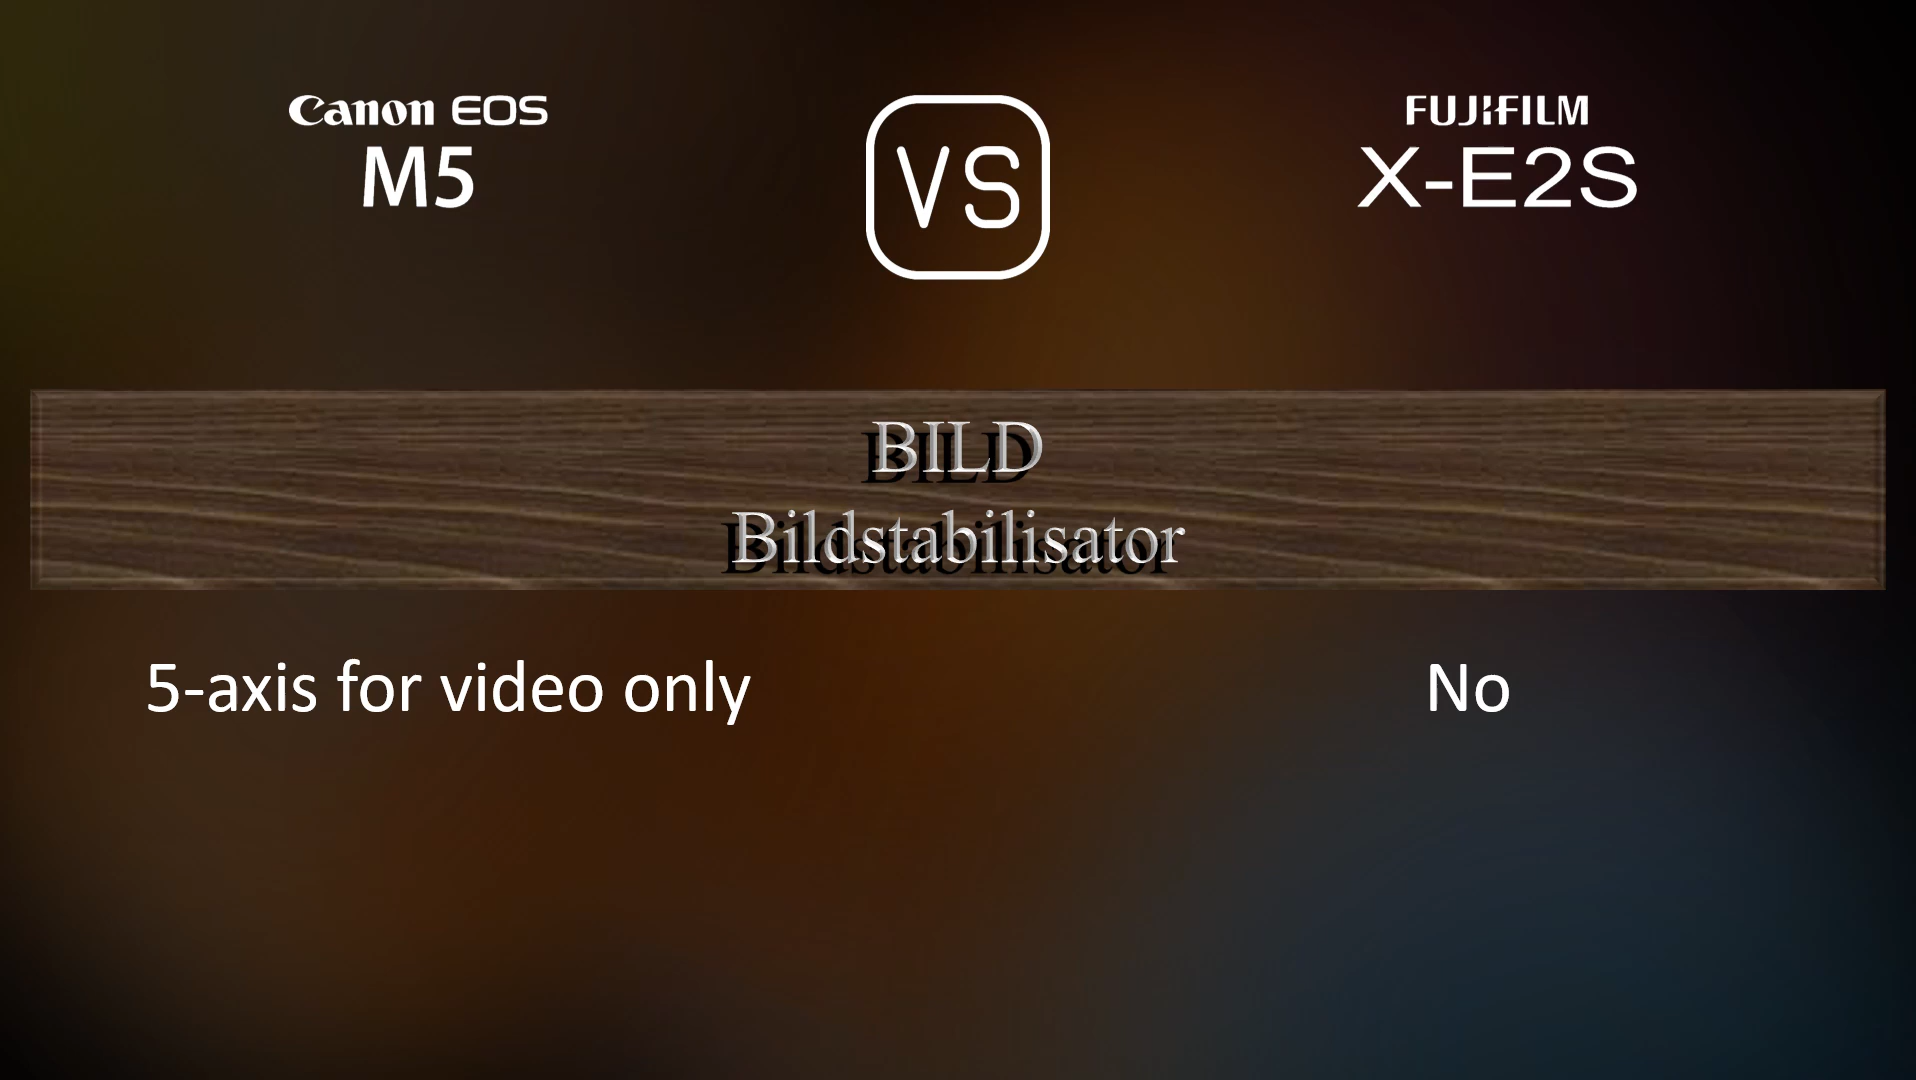 Canon EOS
M5
VS
FUJIFILM
X-E2S
BILD
Bildstabilisator
5-axis for video only
No